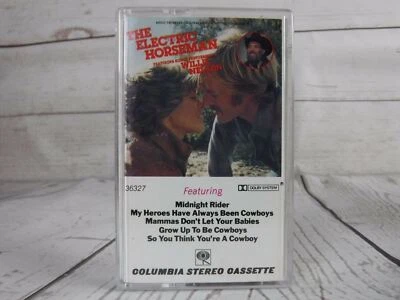 THE
ELECTRIC
HORSEMAN
WILLIE
NELSON
36327
Featuring
DOLBY SYSTEM
Midnight Rider
My Heroes Have Always Been Cowboys
Mammas Don't Let Your Babies
Grow Up To Be Cowboys
So You Think You're A Cowboy
COLUMBIA STEREO CASSETTE